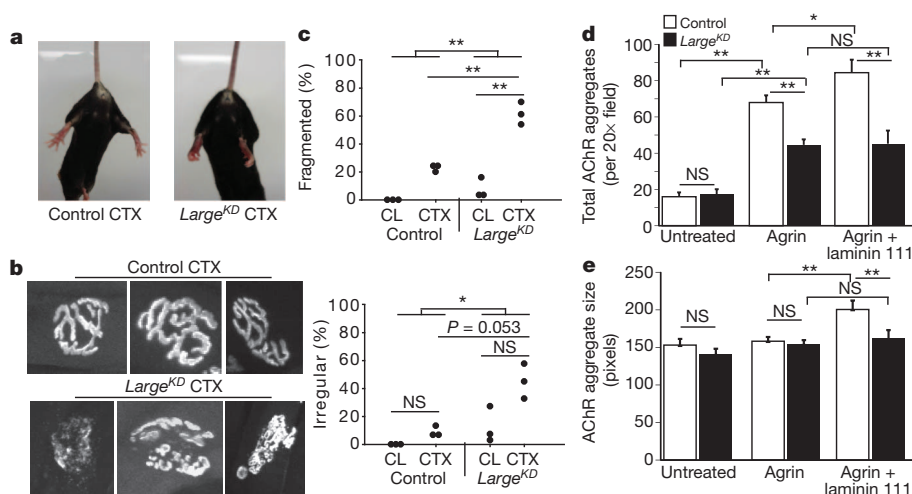 a
Control CTX
Large^KD CTX
b
Control CTX
Large^KD CTX
c
Fragmented (%)
100
80
60
40
20
0
**
**
**
CL CTX CL CTX
Control Large^KD
Irregular (%)
100
80
60
40
20
0
*
P = 0.053
NS
NS
CL CTX CL CTX
Control Large^KD
d
Control
Large^KD
Total AChR aggregates
(per 20× field)
100
80
60
40
20
0
*
** NS
** ** **
NS
Untreated Agrin Agrin +
laminin 111
e
AChR aggregate size
(pixels)
250
200
150
100
50
0
** **
NS
NS NS
Untreated Agrin Agrin +
laminin 111